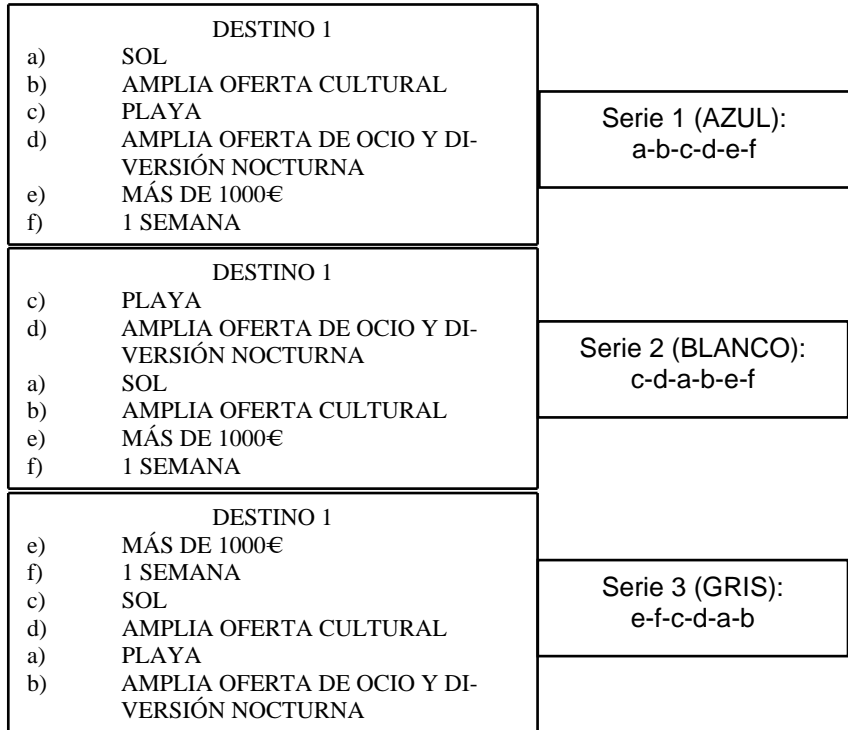 DESTINO 1
a) SOL
b) AMPLIA OFERTA CULTURAL
c) PLAYA
d) AMPLIA OFERTA DE OCIO Y DI-
VERSIÓN NOCTURNA
e) MÁS DE 1000€
f) 1 SEMANA
Serie 1 (AZUL):
a-b-c-d-e-f
DESTINO 1
c) PLAYA
d) AMPLIA OFERTA DE OCIO Y DI-
VERSIÓN NOCTURNA
a) SOL
b) AMPLIA OFERTA CULTURAL
e) MÁS DE 1000€
f) 1 SEMANA
Serie 2 (BLANCO):
c-d-a-b-e-f
DESTINO 1
e) MÁS DE 1000€
f) 1 SEMANA
c) SOL
d) AMPLIA OFERTA CULTURAL
a) PLAYA
b) AMPLIA OFERTA DE OCIO Y DI-
VERSIÓN NOCTURNA
Serie 3 (GRIS):
e-f-c-d-a-b